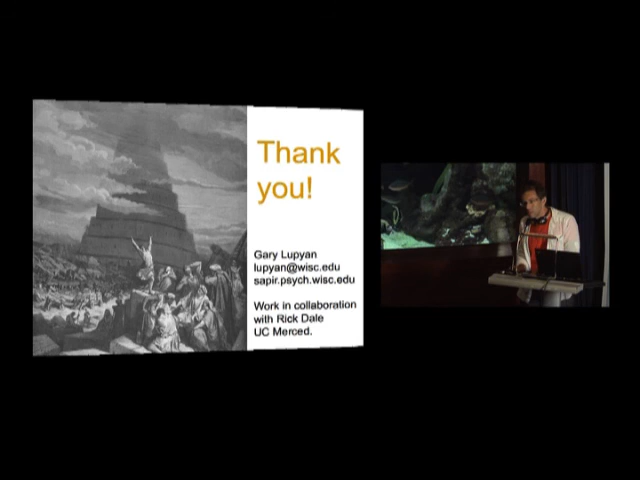 Thank
you!
Gary Lupyan
lupyan@wisc.edu
sapir.psych.wisc.edu
Work in collaboration
with Rick Dale
UC Merced.